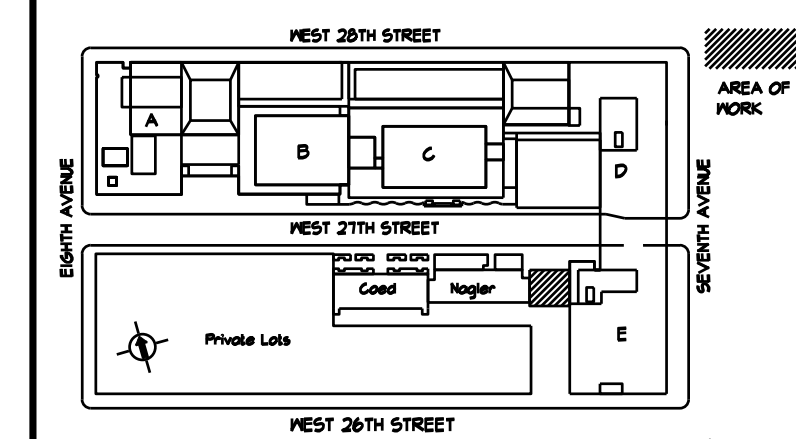 WEST 28TH STREET
AREA OF
WORK
A
B
C
D
EIGHTH AVENUE
SEVENTH AVENUE
WEST 27TH STREET
Coed
Nagler
Private Lots
E
WEST 26TH STREET